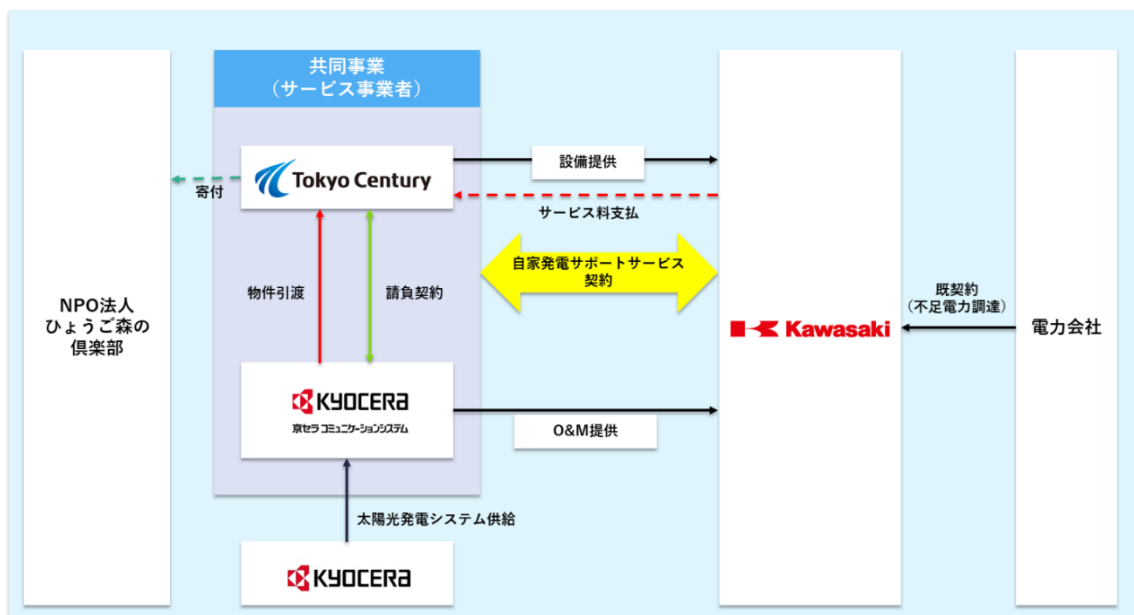 共同事業
（サービス事業者）
Tokyo Century
設備提供
寄付
サービス料支払
自家発電サポートサービス
契約
物件引渡
請負契約
NPO法人
ひょうご森の
倶楽部
既契約
（不足電力調達）
Kawasaki
電力会社
KYOCERA
京セラ コミュニケーションシステム
O&M提供
太陽光発電システム供給
KYOCERA